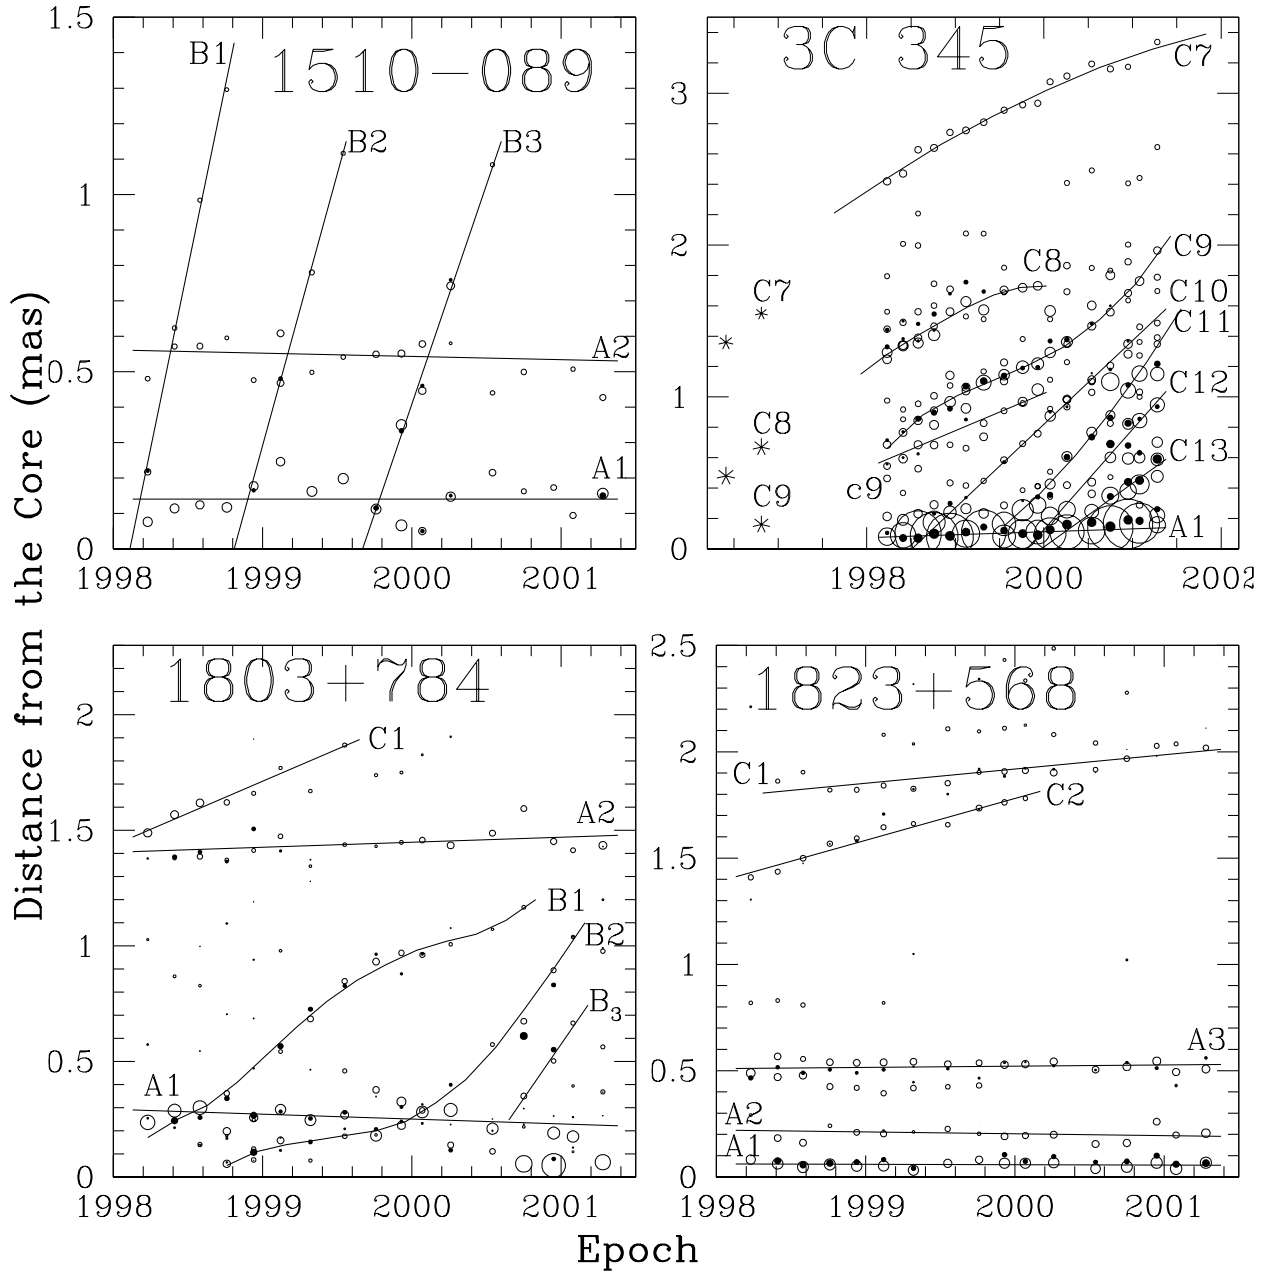 Distance from the Core (mas)
1510-089
B1
B2
B3
A2
A1
1.5
1
0.5
0
1998 1999 2000 2001
3C 345
C7
C8
C9
C10
C11
C12
C13
A1
c9
C7
C8
C9
3
2
1
0
1998 2000 2002
1803+784
C1
A2
B1
B2
B3
A1
2
1.5
1
0.5
0
1998 1999 2000 2001
1823+568
C1
C2
A3
A2
A1
2.5
2
1.5
1
0.5
0
1998 1999 2000 2001
Epoch